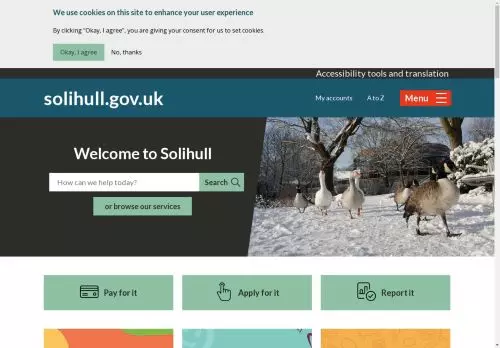 We use cookies on this site to enhance your user experience
By clicking "Okay, I agree", you are giving your consent for us to set cookies.
Okay, I agree
No, thanks
Accessibility tools and translation
solihull.gov.uk
My accounts
A to Z
Menu
Welcome to Solihull
How can we help today?
Search
or browse our services
Pay for it
Apply for it
Report it